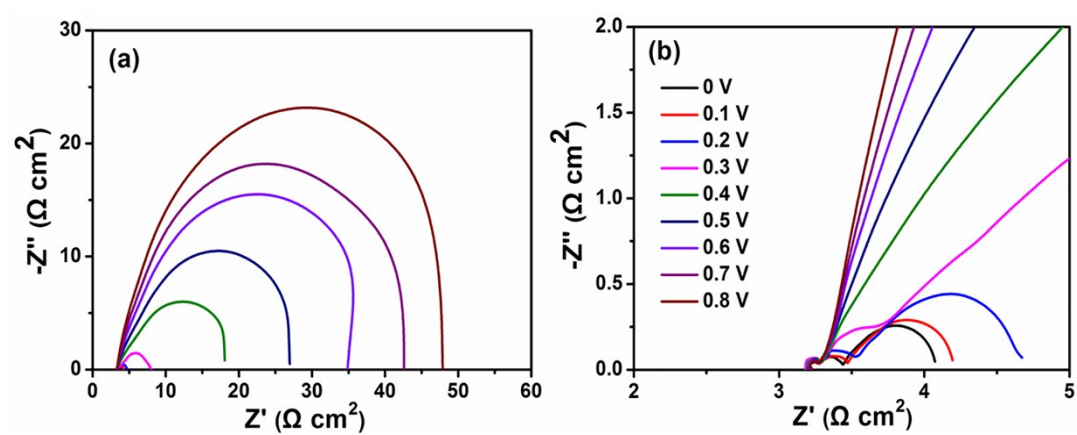 (a)
30
20
10
0
-Z'' (Ω cm²)
0 10 20 30 40 50 60
Z' (Ω cm²)
(b)
2.0
1.5
1.0
0.5
0.0
-Z'' (Ω cm²)
0 V
0.1 V
0.2 V
0.3 V
0.4 V
0.5 V
0.6 V
0.7 V
0.8 V
2 3 4 5
Z' (Ω cm²)